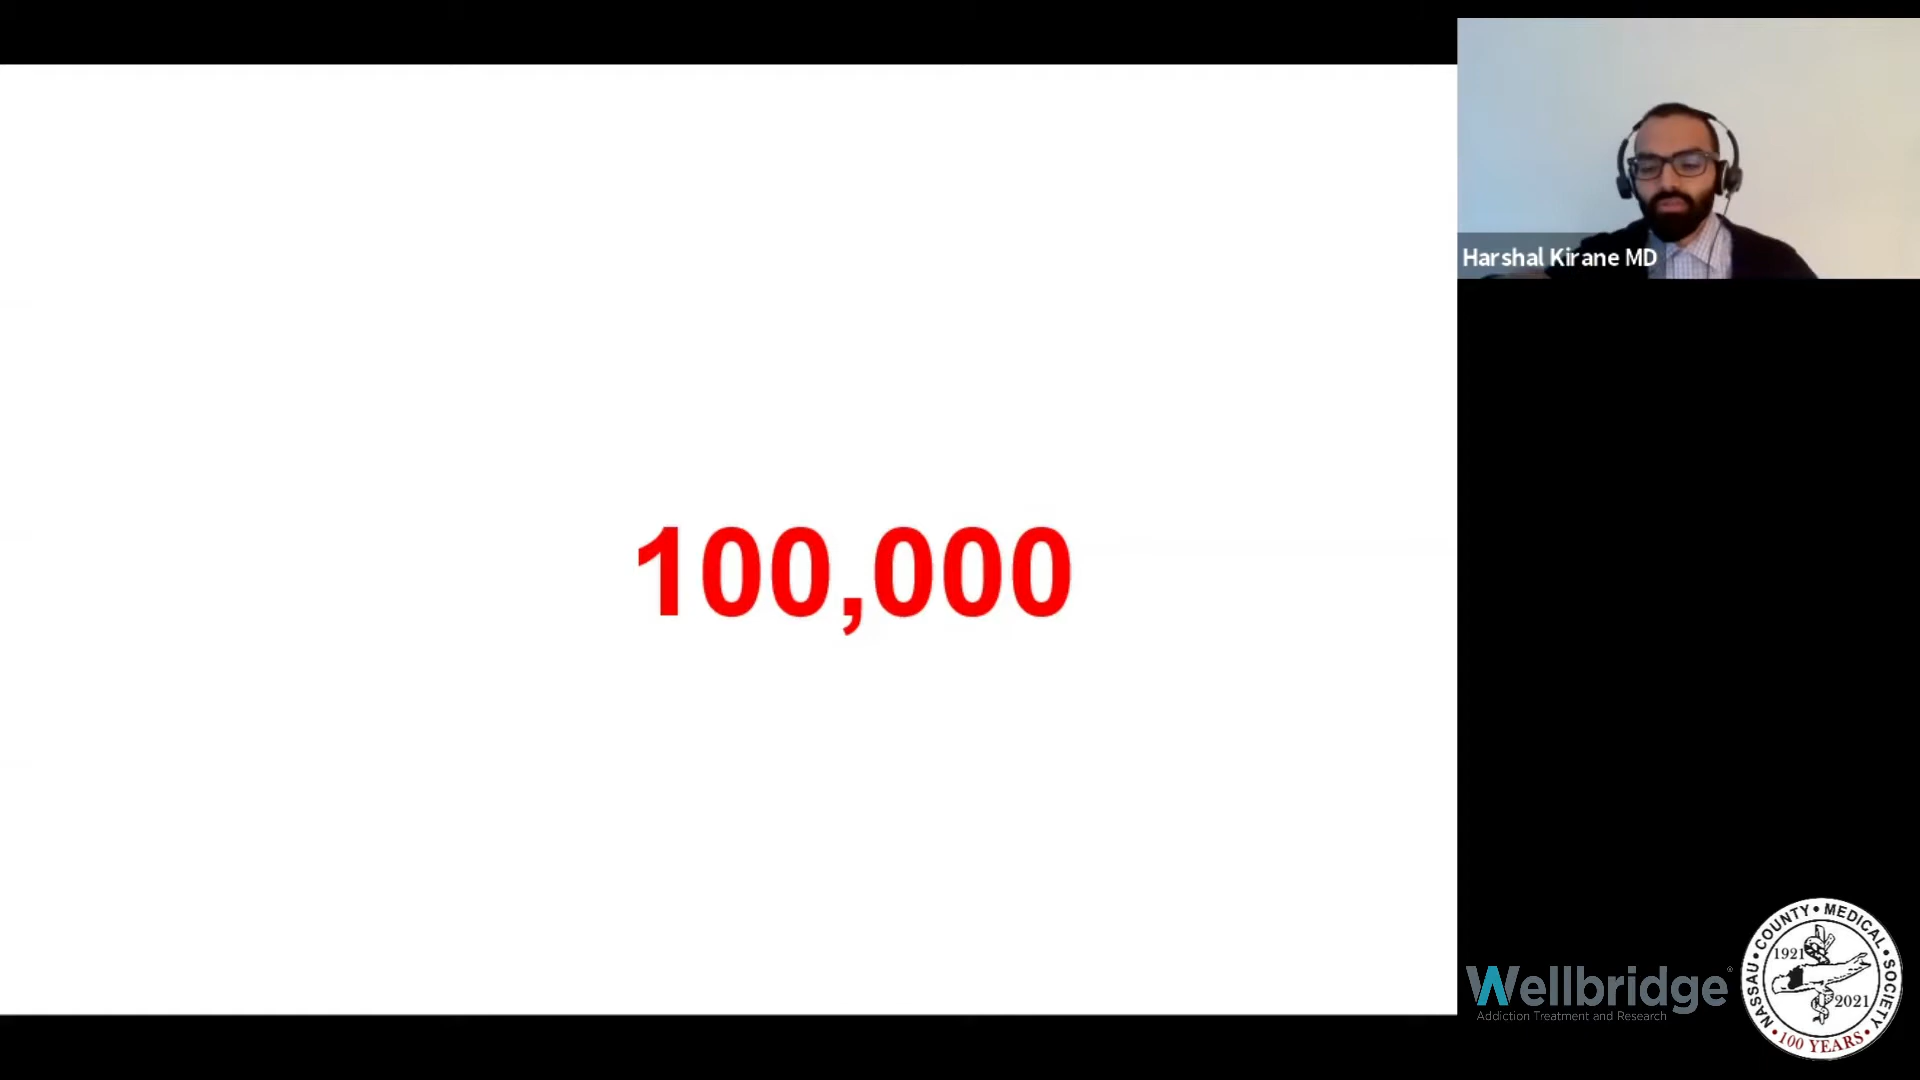 100,000
Harshal Kirane MD
Wellbridge®
Addiction Treatment and Research
NASSAU • COUNTY • MEDICAL • SOCIETY
1921
2021
• 100 YEARS •